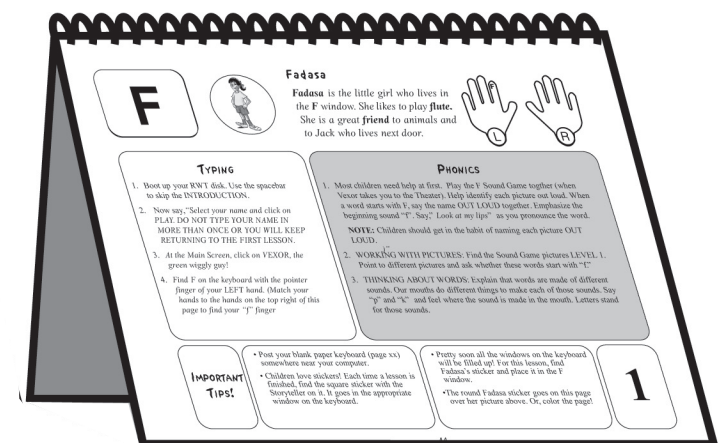 F
Fadasa
Fadasa is the little girl who lives in
the F window. She likes to play flute.
She is a great friend to animals and
to Jack who lives next door.
L
R
TYPING
1. Boot up your RWT disk. Use the spacebar
to skip the INTRODUCTION.
2. Now say, "Select your name and click on
PLAY. DO NOT TYPE YOUR NAME IN
MORE THAN ONCE OR YOU WILL KEEP
RETURNING TO THE FIRST LESSON.
3. At the Main Screen, click on VEXOR, the
green wiggly guy!
4. Find F on the keyboard with the pointer
finger of your LEFT hand. (Match your
hands to the hands on the top right of this
page to find your "f" finger
PHONICS
1. Most children need help at first. Play the F Sound Game togther (when
Vexor takes you to the Theater). Help identify each picture out loud. When
a word starts with F, say the name OUT LOUD together. Emphasize the
beginning sound "f". Say," Look at my lips" as you pronounce the word.
NOTE: Children should get in the habit of naming each picture OUT
LOUD.
2. WORKING WITH PICTURES: Find the Sound Game pictures LEVEL 1.
Point to different pictures and ask whether these words start with "f."
3. THINKING ABOUT WORDS: Explain that words are made of different
sounds. Our mouths do different things to make each of those sounds. Say
"p" and "k" and feel where the sound is made in the mouth. Letters stand
for those sounds.
IMPORTANT
TIPS!
• Post your blank paper keyboard (page xx)
somewhere near your computer.
• Children love stickers! Each time a lesson is
finished, find the square sticker with the
Storyteller on it. It goes in the appropriate
window on the keyboard.
• Pretty soon all the windows on the keyboard
will be filled up! For this lesson, find
Fadasa's sticker and place it in the F
window.
•The round Fadasa sticker goes on this page
over her picture above. Or, color the page!
1